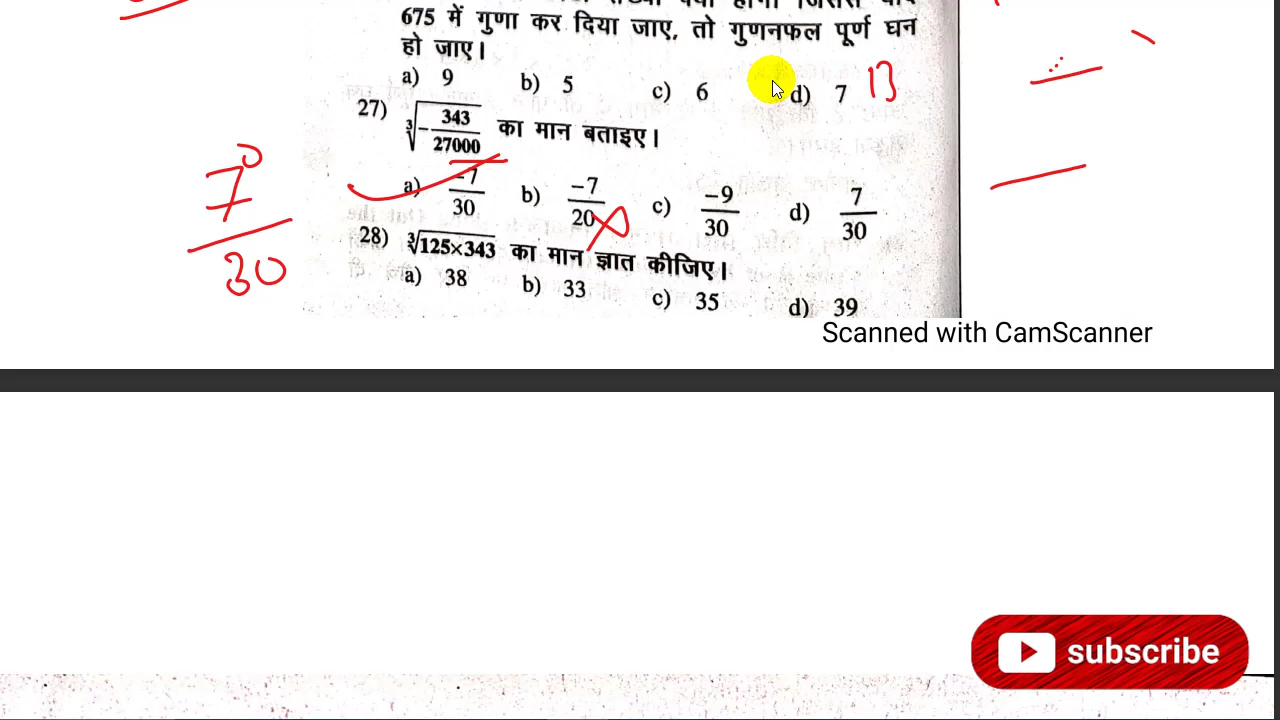 675 में गुणा कर दिया जाए, तो गुणनफल पूर्ण घन
हो जाए।
a) 9 b) 5 c) 6 d) 7 13
27) ∛-343/27000 का मान बताइए।
a) -7/30 b) -7/20 c) -9/30 d) 7/30
70
30
28) ∛125×343 का मान ज्ञात कीजिए।
a) 38 b) 33 c) 35 d) 39
Scanned with CamScanner
subscribe